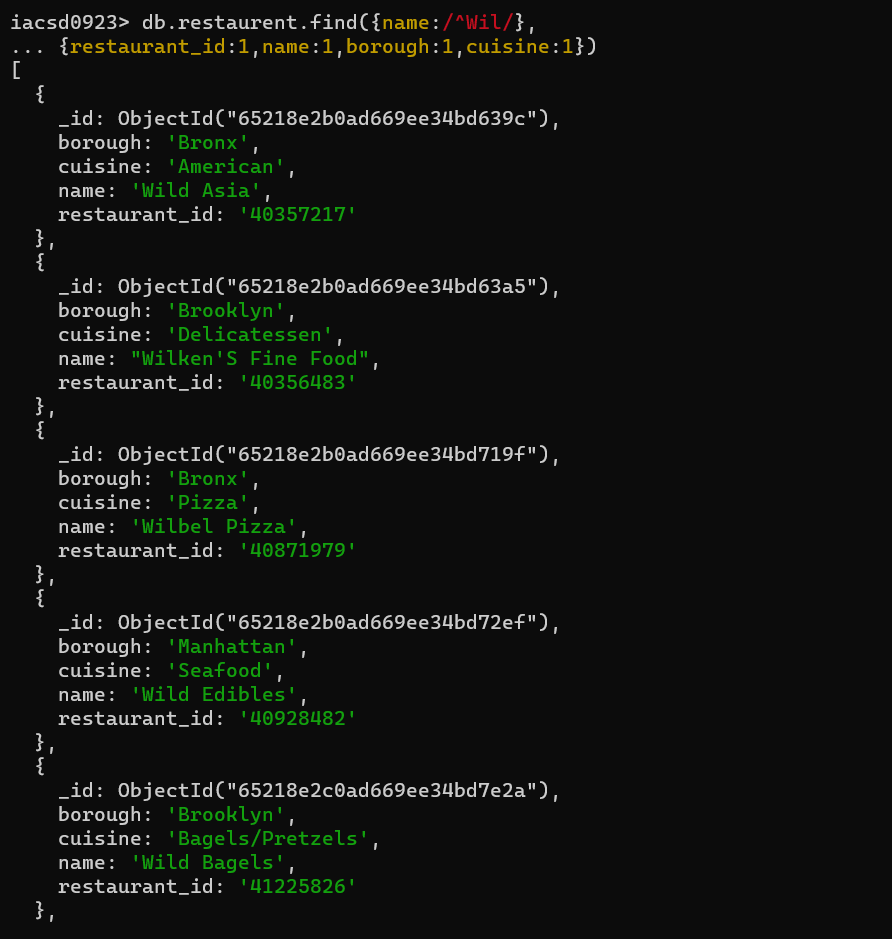 iacsd0923> db.restaurent.find({name:/^Wil/},
... {restaurant_id:1,name:1,borough:1,cuisine:1})
[
  {
    _id: ObjectId("65218e2b0ad669ee34bd639c"),
    borough: 'Bronx',
    cuisine: 'American',
    name: 'Wild Asia',
    restaurant_id: '40357217'
  },
  {
    _id: ObjectId("65218e2b0ad669ee34bd63a5"),
    borough: 'Brooklyn',
    cuisine: 'Delicatessen',
    name: "Wilken'S Fine Food",
    restaurant_id: '40356483'
  },
  {
    _id: ObjectId("65218e2b0ad669ee34bd719f"),
    borough: 'Bronx',
    cuisine: 'Pizza',
    name: 'Wilbel Pizza',
    restaurant_id: '40871979'
  },
  {
    _id: ObjectId("65218e2b0ad669ee34bd72ef"),
    borough: 'Manhattan',
    cuisine: 'Seafood',
    name: 'Wild Edibles',
    restaurant_id: '40928482'
  },
  {
    _id: ObjectId("65218e2c0ad669ee34bd7e2a"),
    borough: 'Brooklyn',
    cuisine: 'Bagels/Pretzels',
    name: 'Wild Bagels',
    restaurant_id: '41225826'
  },